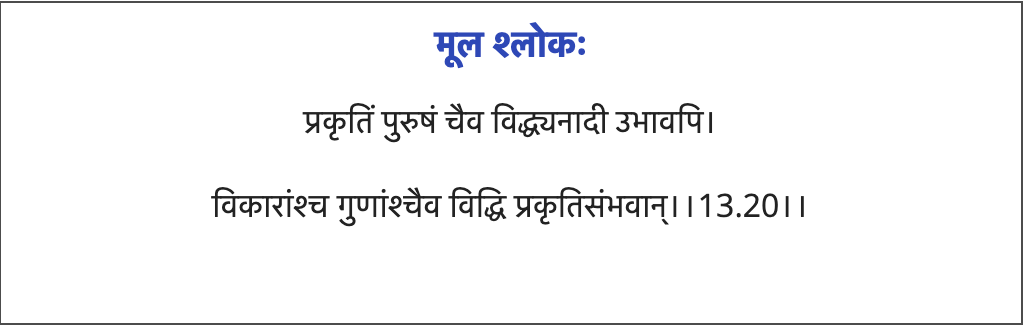 मूल श्लोकः
प्रकृतिं पुरुषं चैव विद्ध्यनादी उभावपि।
विकारांश्च गुणांश्चैव विद्धि प्रकृतिसंभवान्।।13.20।।